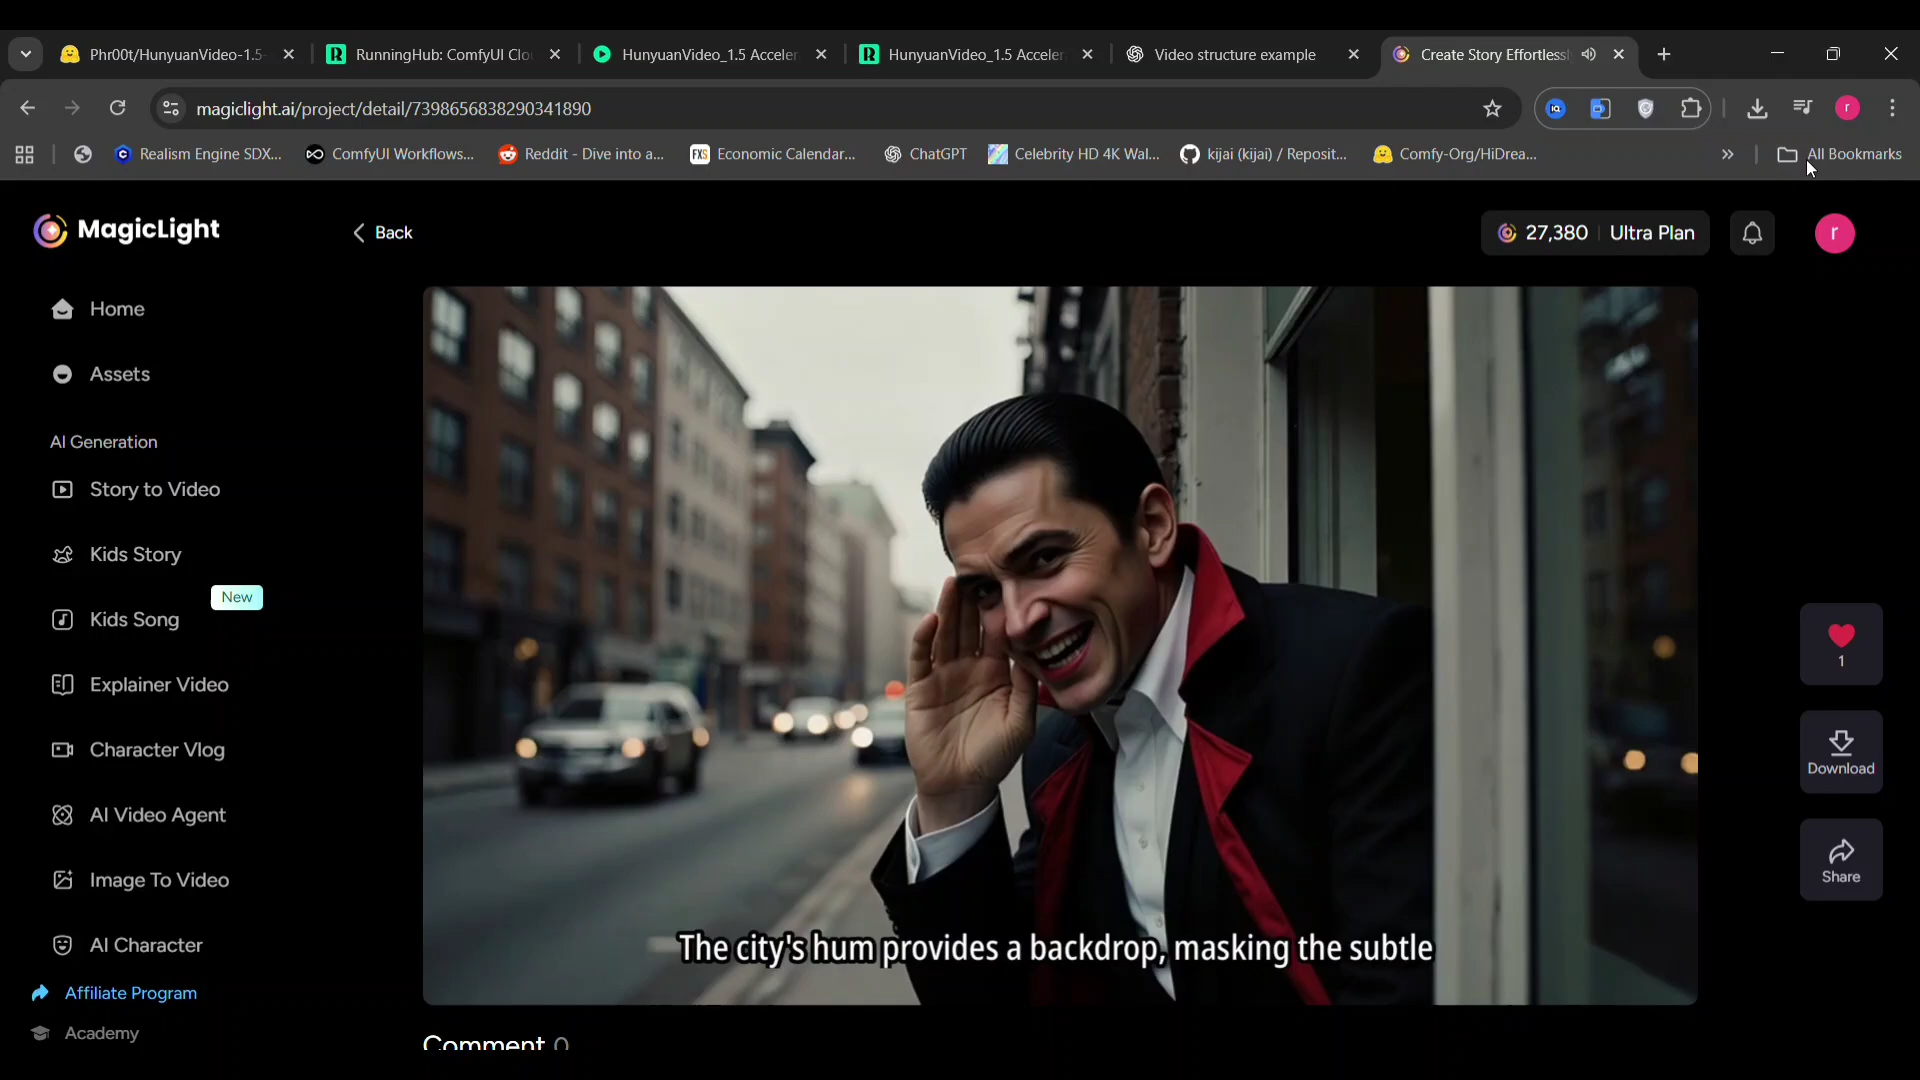 Phr00t/HunyuanVideo-1.5-
RunningHub: ComfyUI Clo
HunyuanVideo_1.5 Acceler
HunyuanVideo_1.5 Acceler
Video structure example
Create Story Effortlessl
magiclight.ai/project/detail/7398656838290341890
r
Realism Engine SDX...
ComfyUI Workflows...
Reddit - Dive into a...
FXS
Economic Calendar...
ChatGPT
Celebrity HD 4K Wal...
kijai (kijai) / Reposit...
Comfy-Org/HiDrea...
All Bookmarks
MagicLight
Back
27,380
Ultra Plan
r
Home
Assets
AI Generation
Story to Video
Kids Story
New
Kids Song
Explainer Video
Character Vlog
AI Video Agent
Image To Video
AI Character
Affiliate Program
Academy
1
Download
Share
The city's hum provides a backdrop, masking the subtle
Comment 0